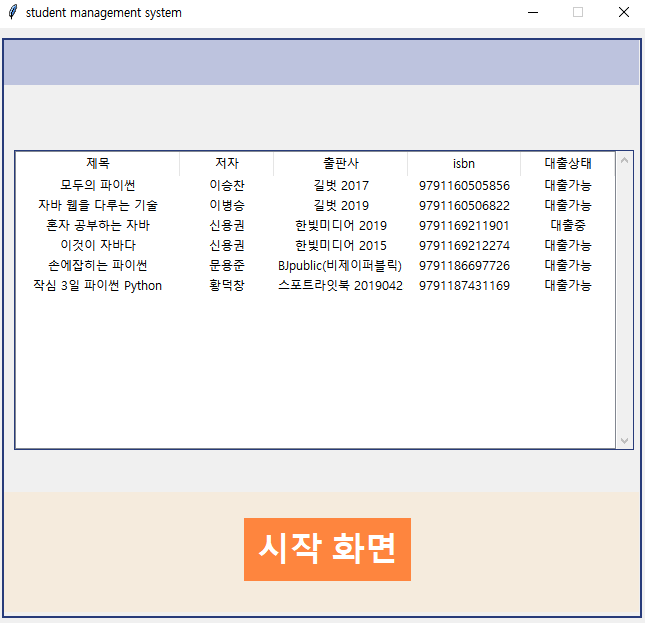 student management system
제목 저자 출판사 isbn 대출상태
모두의 파이썬 이승찬 길벗 2017 9791160505856 대출가능
자바 웹을 다루는 기술 이병승 길벗 2019 9791160506822 대출가능
혼자 공부하는 자바 신용권 한빛미디어 2019 9791169211901 대출중
이것이 자바다 신용권 한빛미디어 2015 9791169212274 대출가능
손에잡히는 파이썬 문용준 BJpublic(비제이퍼블릭) 9791186697726 대출가능
작심 3일 파이썬 Python 황덕창 스포트라잇북 2019042 9791187431169 대출가능
시작 화면